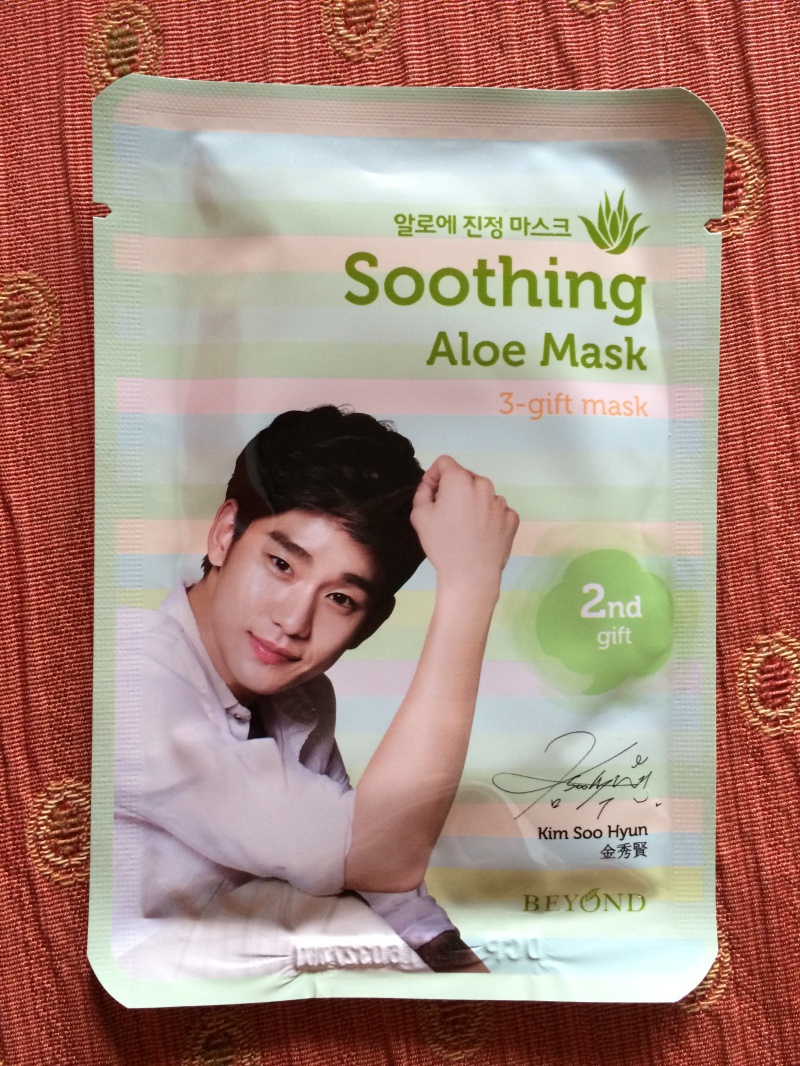 알로에 진정 마스크
Soothing
Aloe Mask
3-gift mask
2nd
gift
Kim Soo Hyun
金秀賢
BEYOND